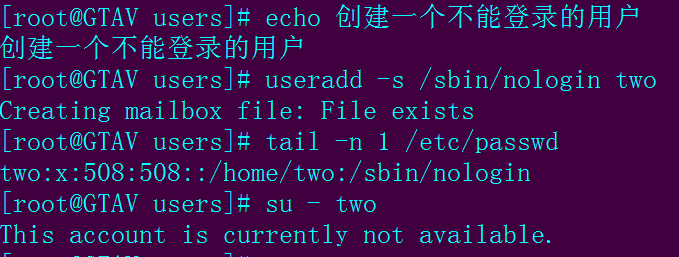 [root@GTAV users]# echo 创建一个不能登录的用户
创建一个不能登录的用户
[root@GTAV users]# useradd -s /sbin/nologin two
Creating mailbox file: File exists
[root@GTAV users]# tail -n 1 /etc/passwd
two:x:508:508::/home/two:/sbin/nologin
[root@GTAV users]# su - two
This account is currently not available.